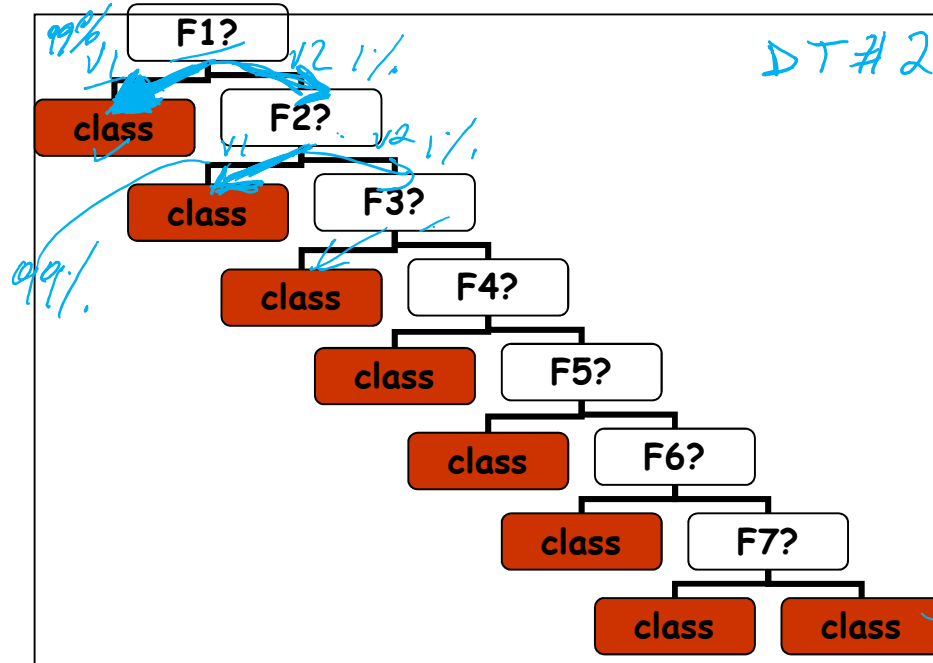 99% F1?
v1 v2 1% DT#2
class F2?
v1 v2 1%
class F3?
99%
class F4?
class F5?
class F6?
class F7?
class class